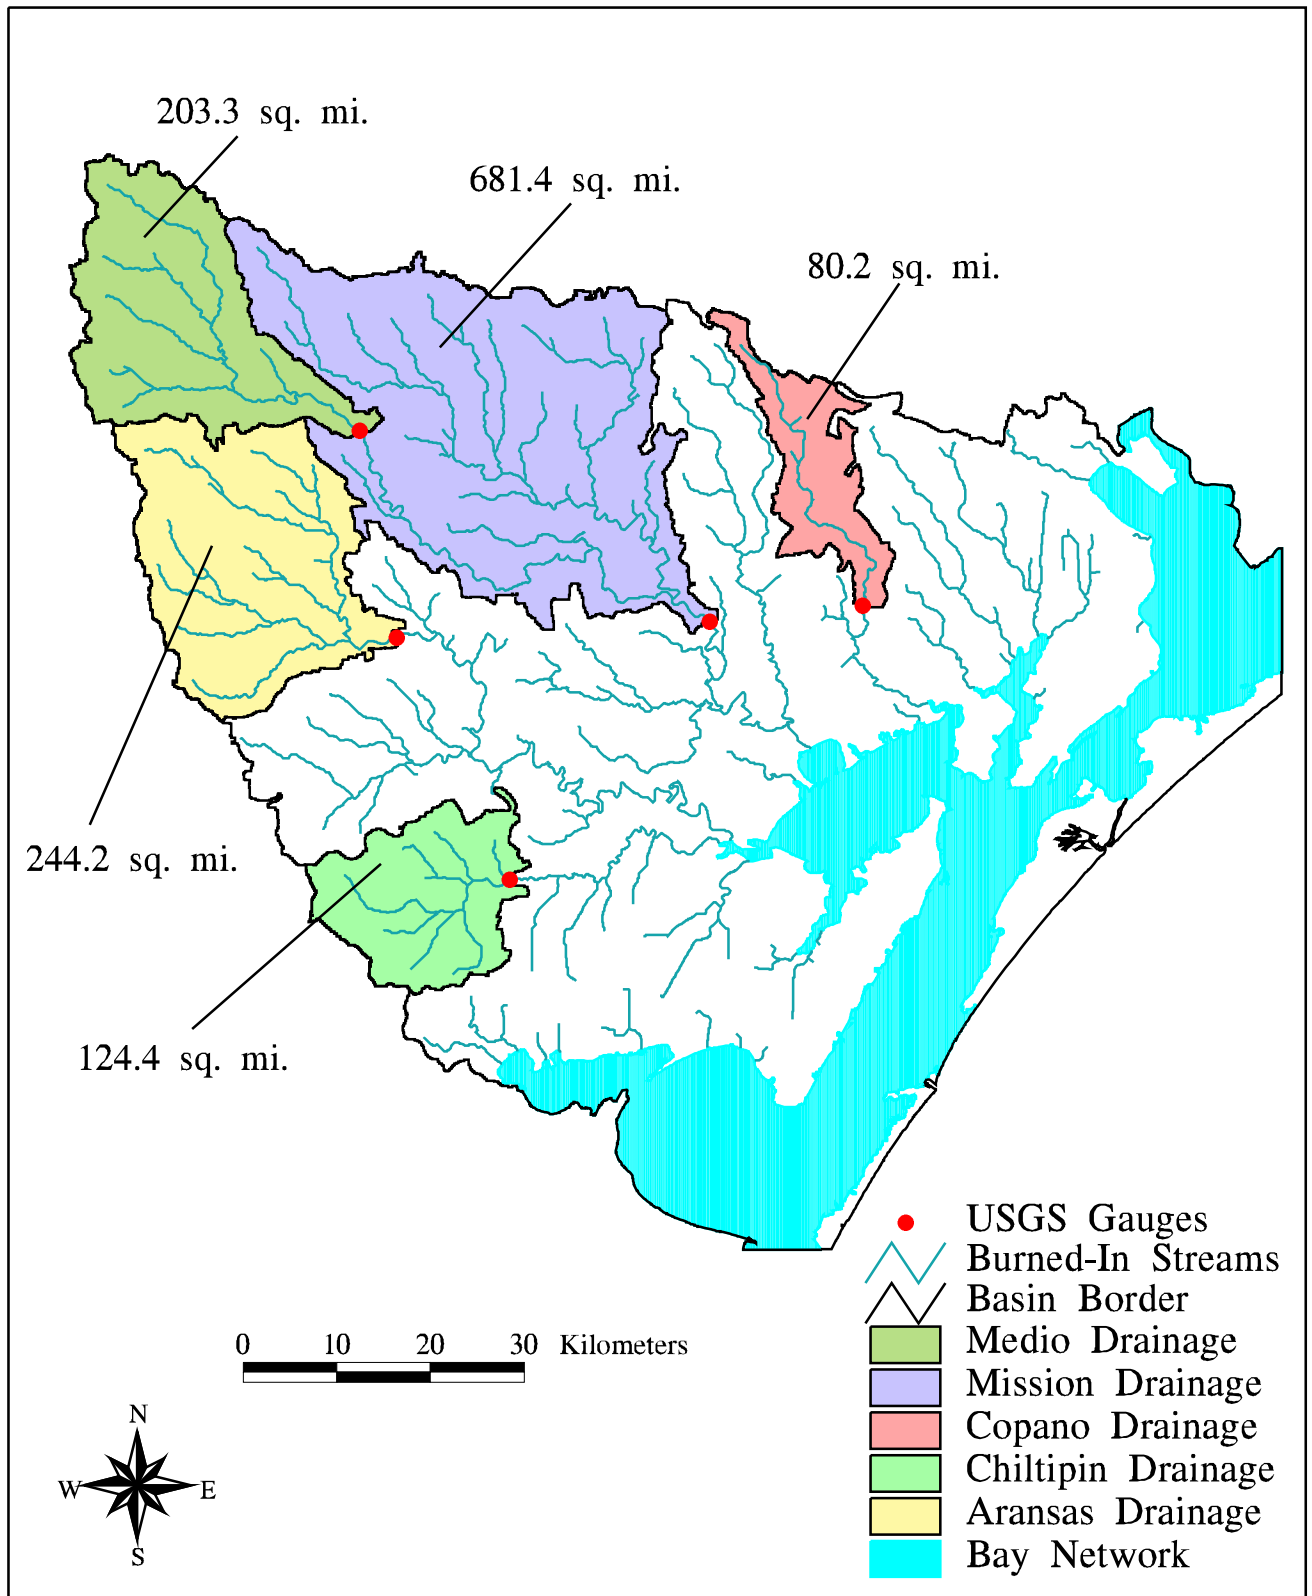 203.3 sq. mi.
681.4 sq. mi.
80.2 sq. mi.
244.2 sq. mi.
124.4 sq. mi.
USGS Gauges
Burned-In Streams
Basin Border
0 10 20 30 Kilometers
Medio Drainage
Mission Drainage
Copano Drainage
Chiltipin Drainage
Aransas Drainage
Bay Network
N
W E
S